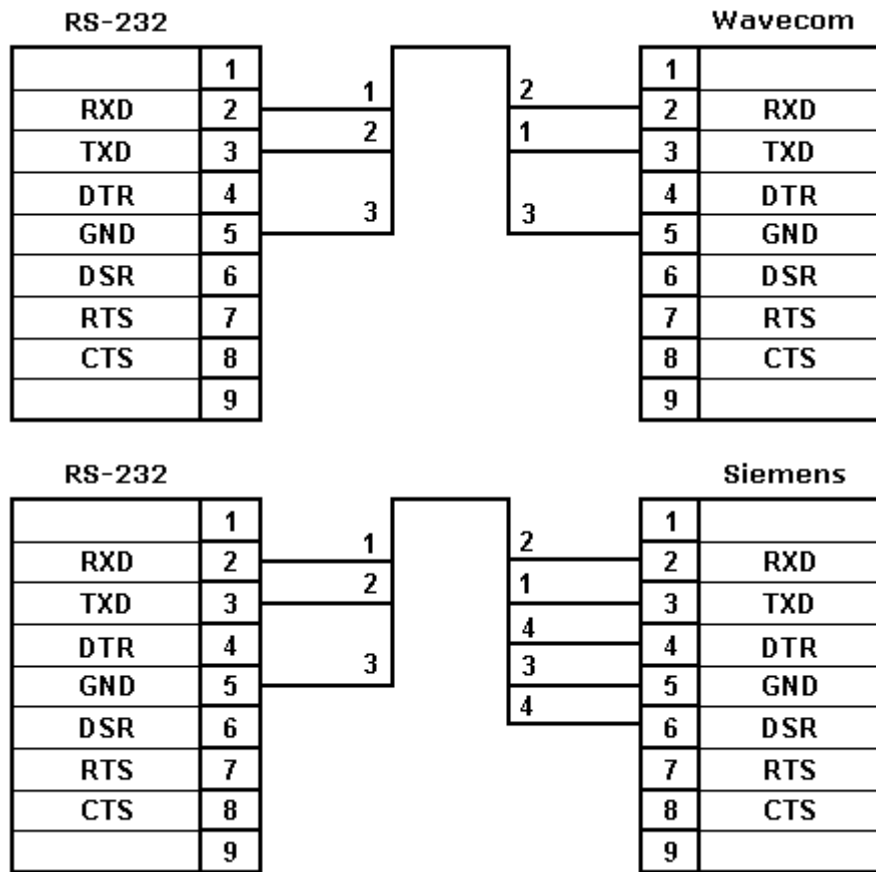 RS-232 Wavecom
1 1
1 2
RXD 2 2 RXD
2 1
TXD 3 3 TXD
DTR 4 4 DTR
3 3
GND 5 5 GND
DSR 6 6 DSR
RTS 7 7 RTS
CTS 8 8 CTS
9 9
RS-232 Siemens
1 1
1 2
RXD 2 2 RXD
2 1
TXD 3 3 TXD
4
DTR 4 4 DTR
3 3
GND 5 5 GND
4
DSR 6 6 DSR
RTS 7 7 RTS
CTS 8 8 CTS
9 9